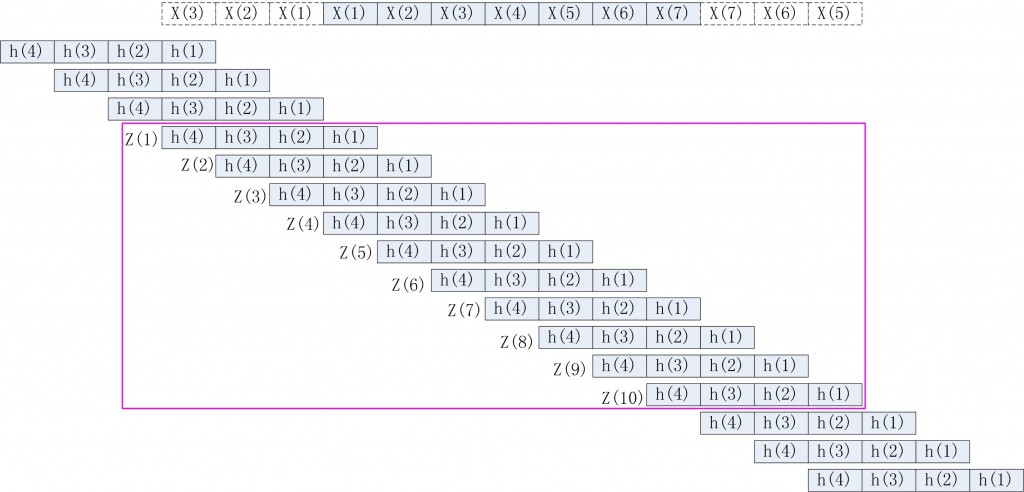 X(3) X(2) X(1) X(1) X(2) X(3) X(4) X(5) X(6) X(7) X(7) X(6) X(5)
h(4) h(3) h(2) h(1)
h(4) h(3) h(2) h(1)
h(4) h(3) h(2) h(1)
Z(1) h(4) h(3) h(2) h(1)
Z(2) h(4) h(3) h(2) h(1)
Z(3) h(4) h(3) h(2) h(1)
Z(4) h(4) h(3) h(2) h(1)
Z(5) h(4) h(3) h(2) h(1)
Z(6) h(4) h(3) h(2) h(1)
Z(7) h(4) h(3) h(2) h(1)
Z(8) h(4) h(3) h(2) h(1)
Z(9) h(4) h(3) h(2) h(1)
Z(10) h(4) h(3) h(2) h(1)
h(4) h(3) h(2) h(1)
h(4) h(3) h(2) h(1)
h(4) h(3) h(2) h(1)